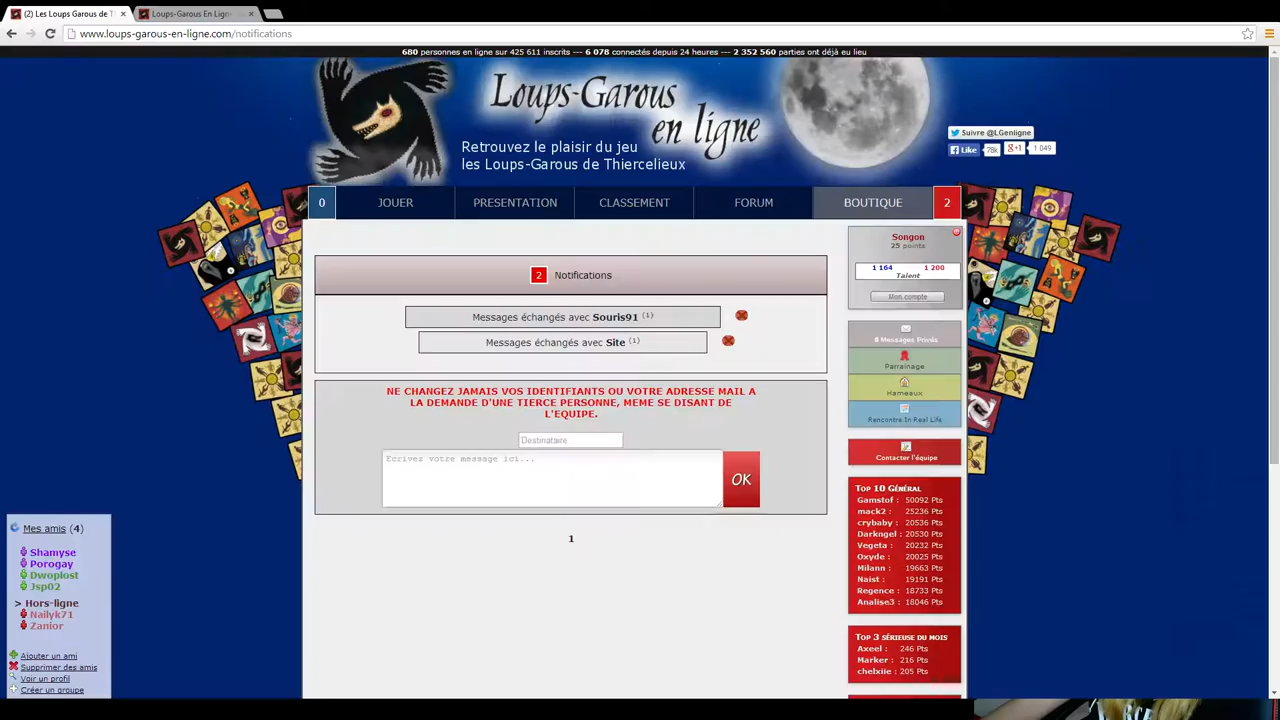 (2) Les Loups Garous de T
Loups-Garous En Ligne
www.loups-garous-en-ligne.com/notifications
680 personnes en ligne sur 425 611 inscrits --- 6 078 connectés depuis 24 heures --- 2 352 560 parties ont déjà eu lieu
Loups-Garous
en ligne
Retrouvez le plaisir du jeu
les Loups-Garous de Thiercelieux
Suivre @LGenligne
Like 78k +1 1 049
0 JOUER PRESENTATION CLASSEMENT FORUM BOUTIQUE 2
Songon
25 points
1 164 1 200
Talent
Mon compte
2 Notifications
Messages échangés avec Souris91 (1)
Messages échangés avec Site (1)
8 Messages Privés
Parrainage
Hameaux
Rencontre In Real Life
Contacter l'équipe
NE CHANGEZ JAMAIS VOS IDENTIFIANTS OU VOTRE ADRESSE MAIL A
LA DEMANDE D'UNE TIERCE PERSONNE, MEME SE DISANT DE
L'EQUIPE.
Destinataire
Ecrivez votre message ici...
OK
1
Top 10 Général
Gamstof : 50092 Pts
mack2 : 25236 Pts
crybaby : 20536 Pts
Darkngel : 20530 Pts
Vegeta : 20232 Pts
Oxyde : 20025 Pts
Milann : 19663 Pts
Naist : 19191 Pts
Regence : 18733 Pts
Analise3 : 18046 Pts
Top 3 sérieuse du mois
Axeel : 246 Pts
Marker : 216 Pts
chebxiie : 205 Pts
Mes amis (4)
Shamyse
Porogay
Dwoplost
Jsp02
> Hors-ligne
Nailyk71
Zanior
Ajouter un ami
Supprimer des amis
Voir un profil
Créer un groupe